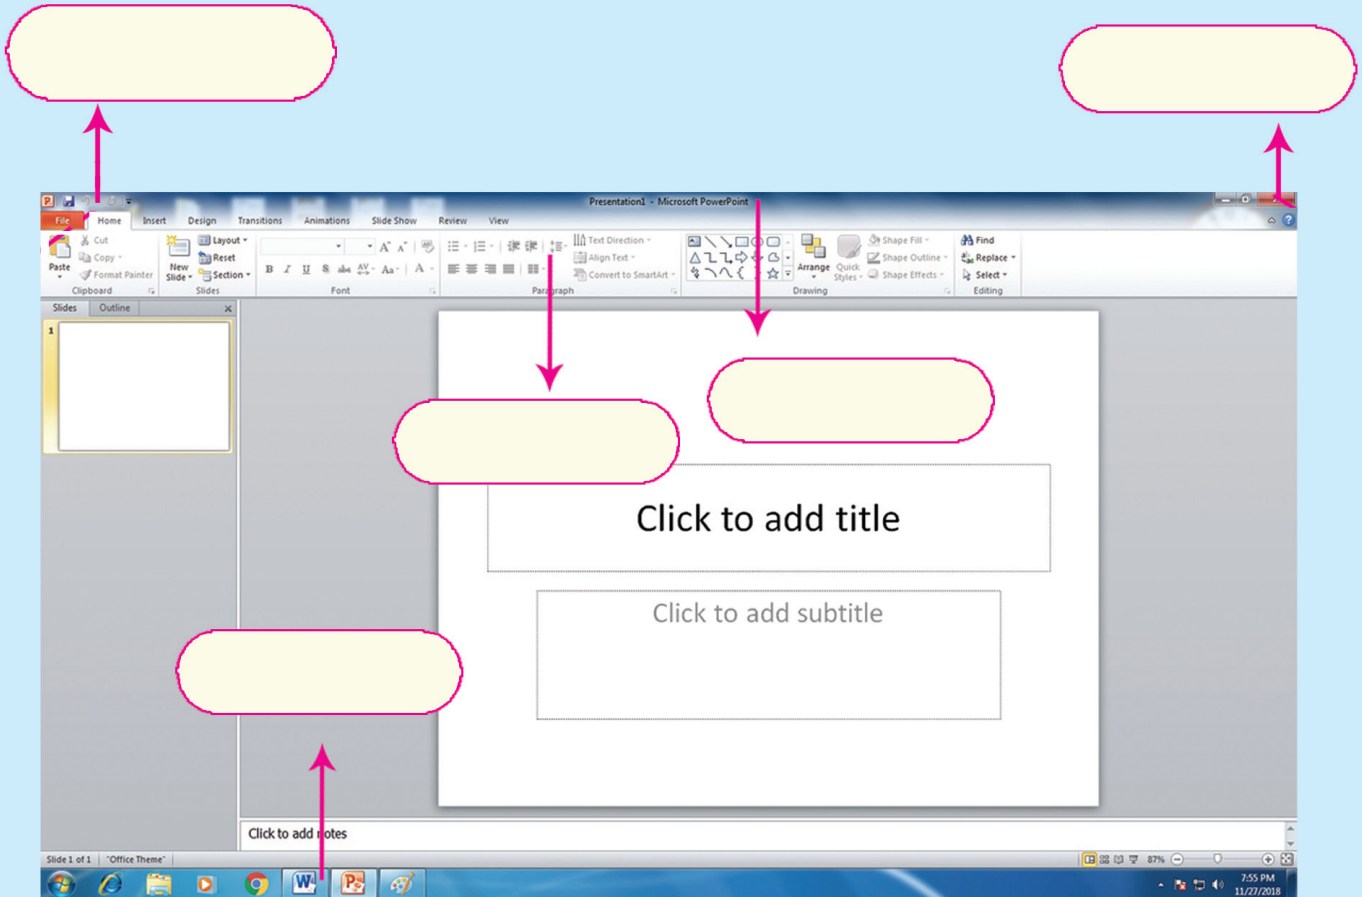 Presentation1 - Microsoft PowerPoint
File Home Insert Design Transitions Animations Slide Show Review View
Cut Layout Text Direction Shape Fill Find
Copy Reset Align Text Shape Outline Replace
Paste Format Painter New Slide Section B I U S abc AV Aa A Convert to SmartArt Arrange Quick Styles Shape Effects Select
Clipboard Slides Font Paragraph Drawing Editing
Slides Outline
1
Click to add title
Click to add subtitle
Click to add notes
Slide 1 of 1 "Office Theme" 87%
7:55 PM
11/27/2018